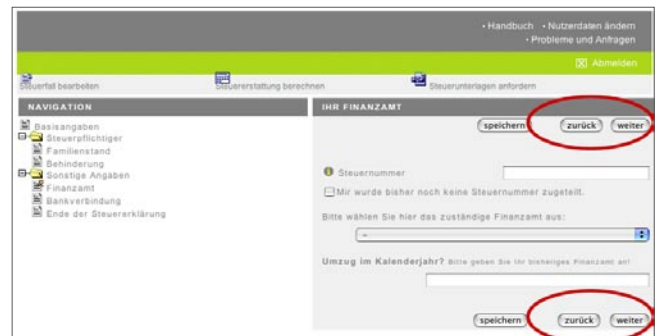 • Handbuch • Nutzerdaten ändern
• Probleme und Anfragen
Abmelden
Steuerfall bearbeiten Steuererstattung berechnen Steuerunterlagen anfordern
NAVIGATION
Basisangaben
Steuerpflichtiger
Familienstand
Behinderung
Sonstige Angaben
Finanzamt
Bankverbindung
Ende der Steuererklärung
IHR FINANZAMT
speichern zurück weiter
Steuernummer
Mir wurde bisher noch keine Steuernummer zugeteilt.
Bitte wählen Sie hier das zuständige Finanzamt aus:
–
Umzug im Kalenderjahr? Bitte geben Sie Ihr bisheriges Finanzamt an!
speichern zurück weiter